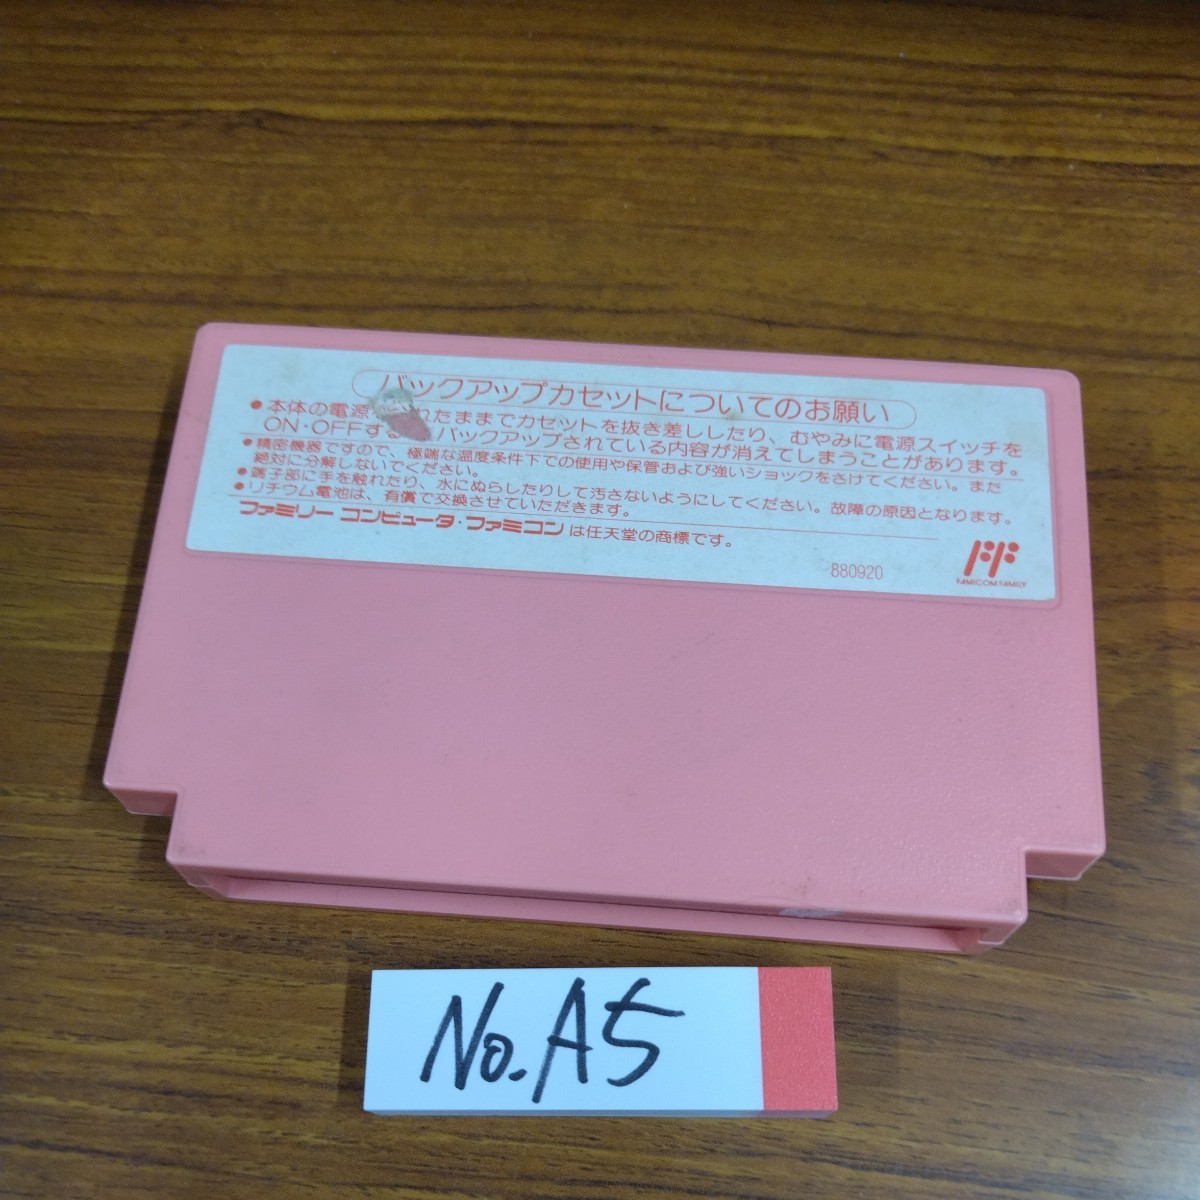 バックアップカセットについてのお願い
●本体の電源 れたままでカセットを抜き差ししたり、むやみに電源スイッチを
ON・OFFす バックアップされている内容が消えてしまうことがあります。
●精密機器ですので、極端な温度条件下での使用や保管および強いショックをさけてください。また
絶対に分解しないでください。
●端子部に手を触れたり、水にぬらしたりして汚さないようにしてください。故障の原因となります。
●リチウム電池は、有償で交換させていただきます。
ファミリー コンピュータ・ファミコン は任天堂の商標です。
880920
FF
FAMICOM FAMILY
No.A5